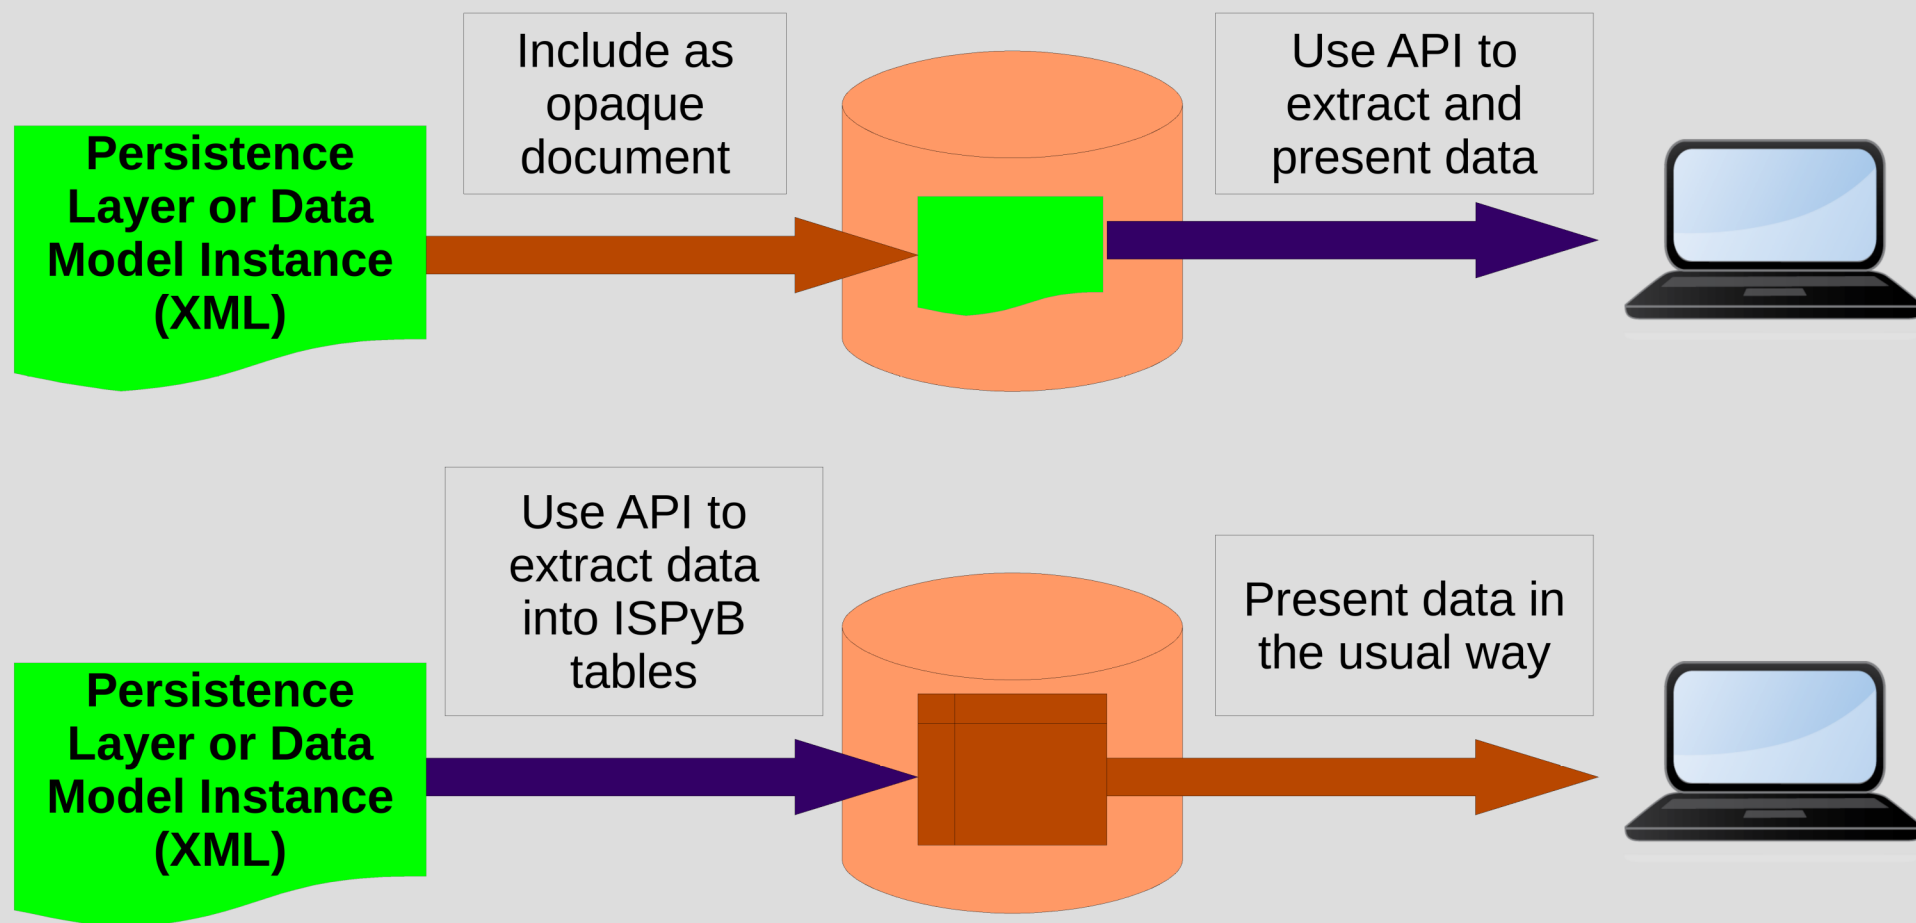 Include as
opaque
document
Use API to
extract and
present data
Persistence
Layer or Data
Model Instance
(XML)
Use API to
extract data
into ISPyB
tables
Present data in
the usual way
Persistence
Layer or Data
Model Instance
(XML)